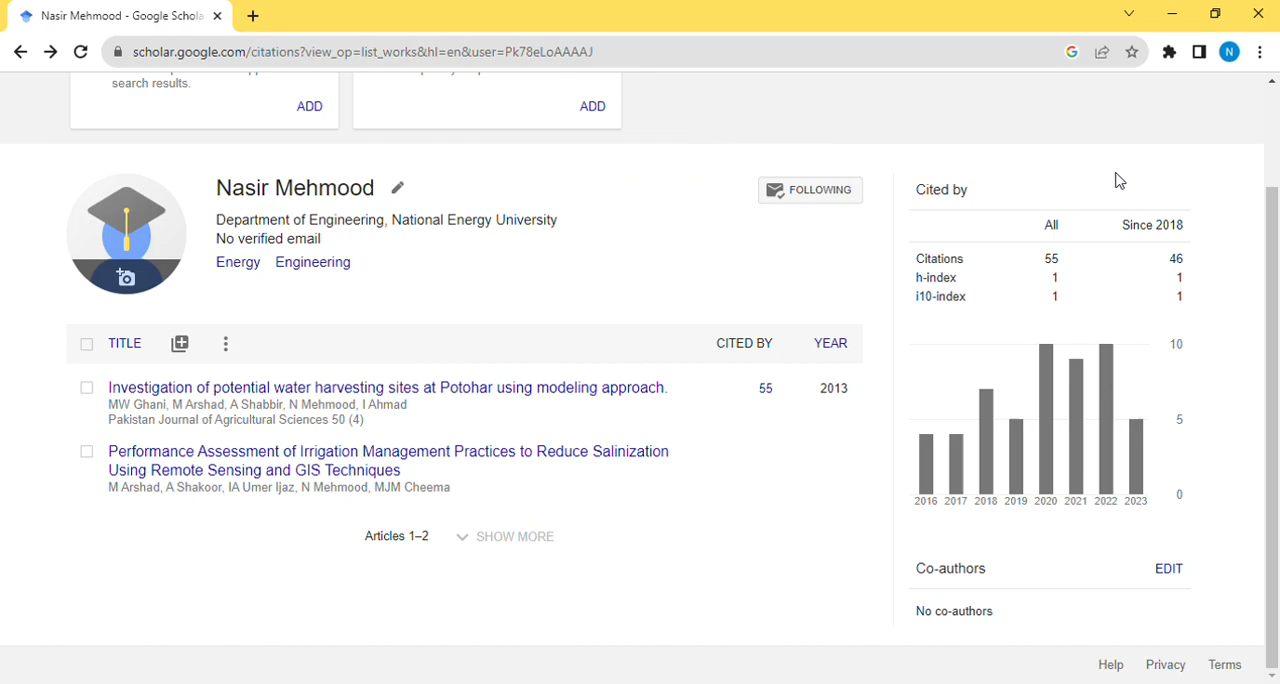 Nasir Mehmood - Google Schola
scholar.google.com/citations?view_op=list_works&hl=en&user=Pk78eLoAAAAJ
N
search results.
ADD
ADD
Nasir Mehmood
FOLLOWING
Department of Engineering, National Energy University
No verified email
Energy Engineering
TITLE CITED BY YEAR
Investigation of potential water harvesting sites at Potohar using modeling approach. 55 2013
MW Ghani, M Arshad, A Shabbir, N Mehmood, I Ahmad
Pakistan Journal of Agricultural Sciences 50 (4)
Performance Assessment of Irrigation Management Practices to Reduce Salinization
Using Remote Sensing and GIS Techniques
M Arshad, A Shakoor, IA Umer Ijaz, N Mehmood, MJM Cheema
Articles 1–2 SHOW MORE
Cited by
All Since 2018
Citations 55 46
h-index 1 1
i10-index 1 1
10
5
0
2016 2017 2018 2019 2020 2021 2022 2023
Co-authors EDIT
No co-authors
Help Privacy Terms